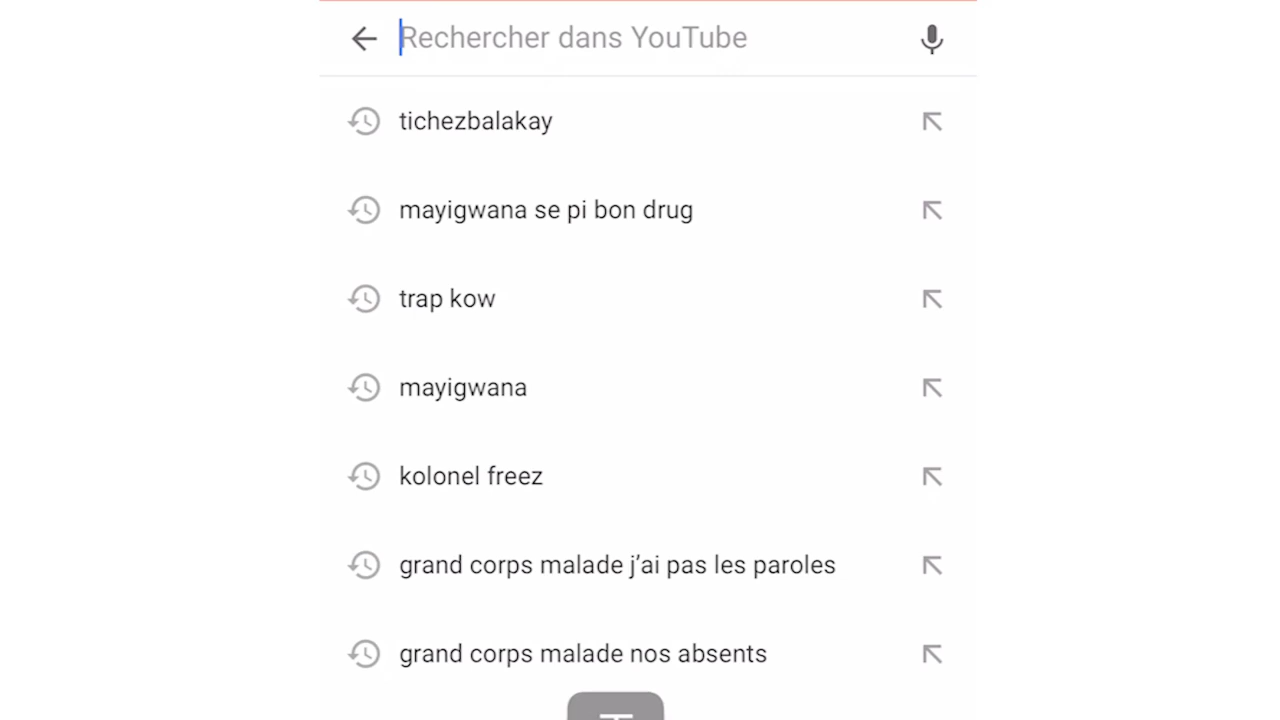 Rechercher dans YouTube
tichezbalakay
mayigwana se pi bon drug
trap kow
mayigwana
kolonel freez
grand corps malade j’ai pas les paroles
grand corps malade nos absents